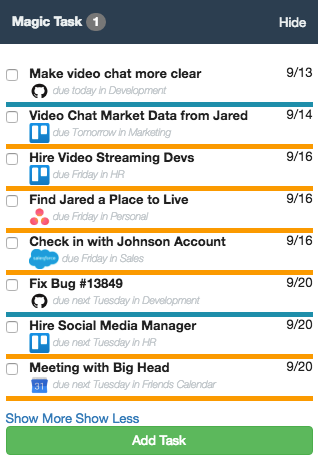 Magic Task 1 Hide
Make video chat more clear 9/13
due today in Development
Video Chat Market Data from Jared 9/14
due Tomorrow in Marketing
Hire Video Streaming Devs 9/16
due Friday in HR
Find Jared a Place to Live 9/16
due Friday in Personal
Check in with Johnson Account 9/16
salesforce due Friday in Sales
Fix Bug #13849 9/20
due next Tuesday in Development
Hire Social Media Manager 9/20
due next Tuesday in HR
Meeting with Big Head 9/20
31 due next Tuesday in Friends Calendar
Show More Show Less
Add Task